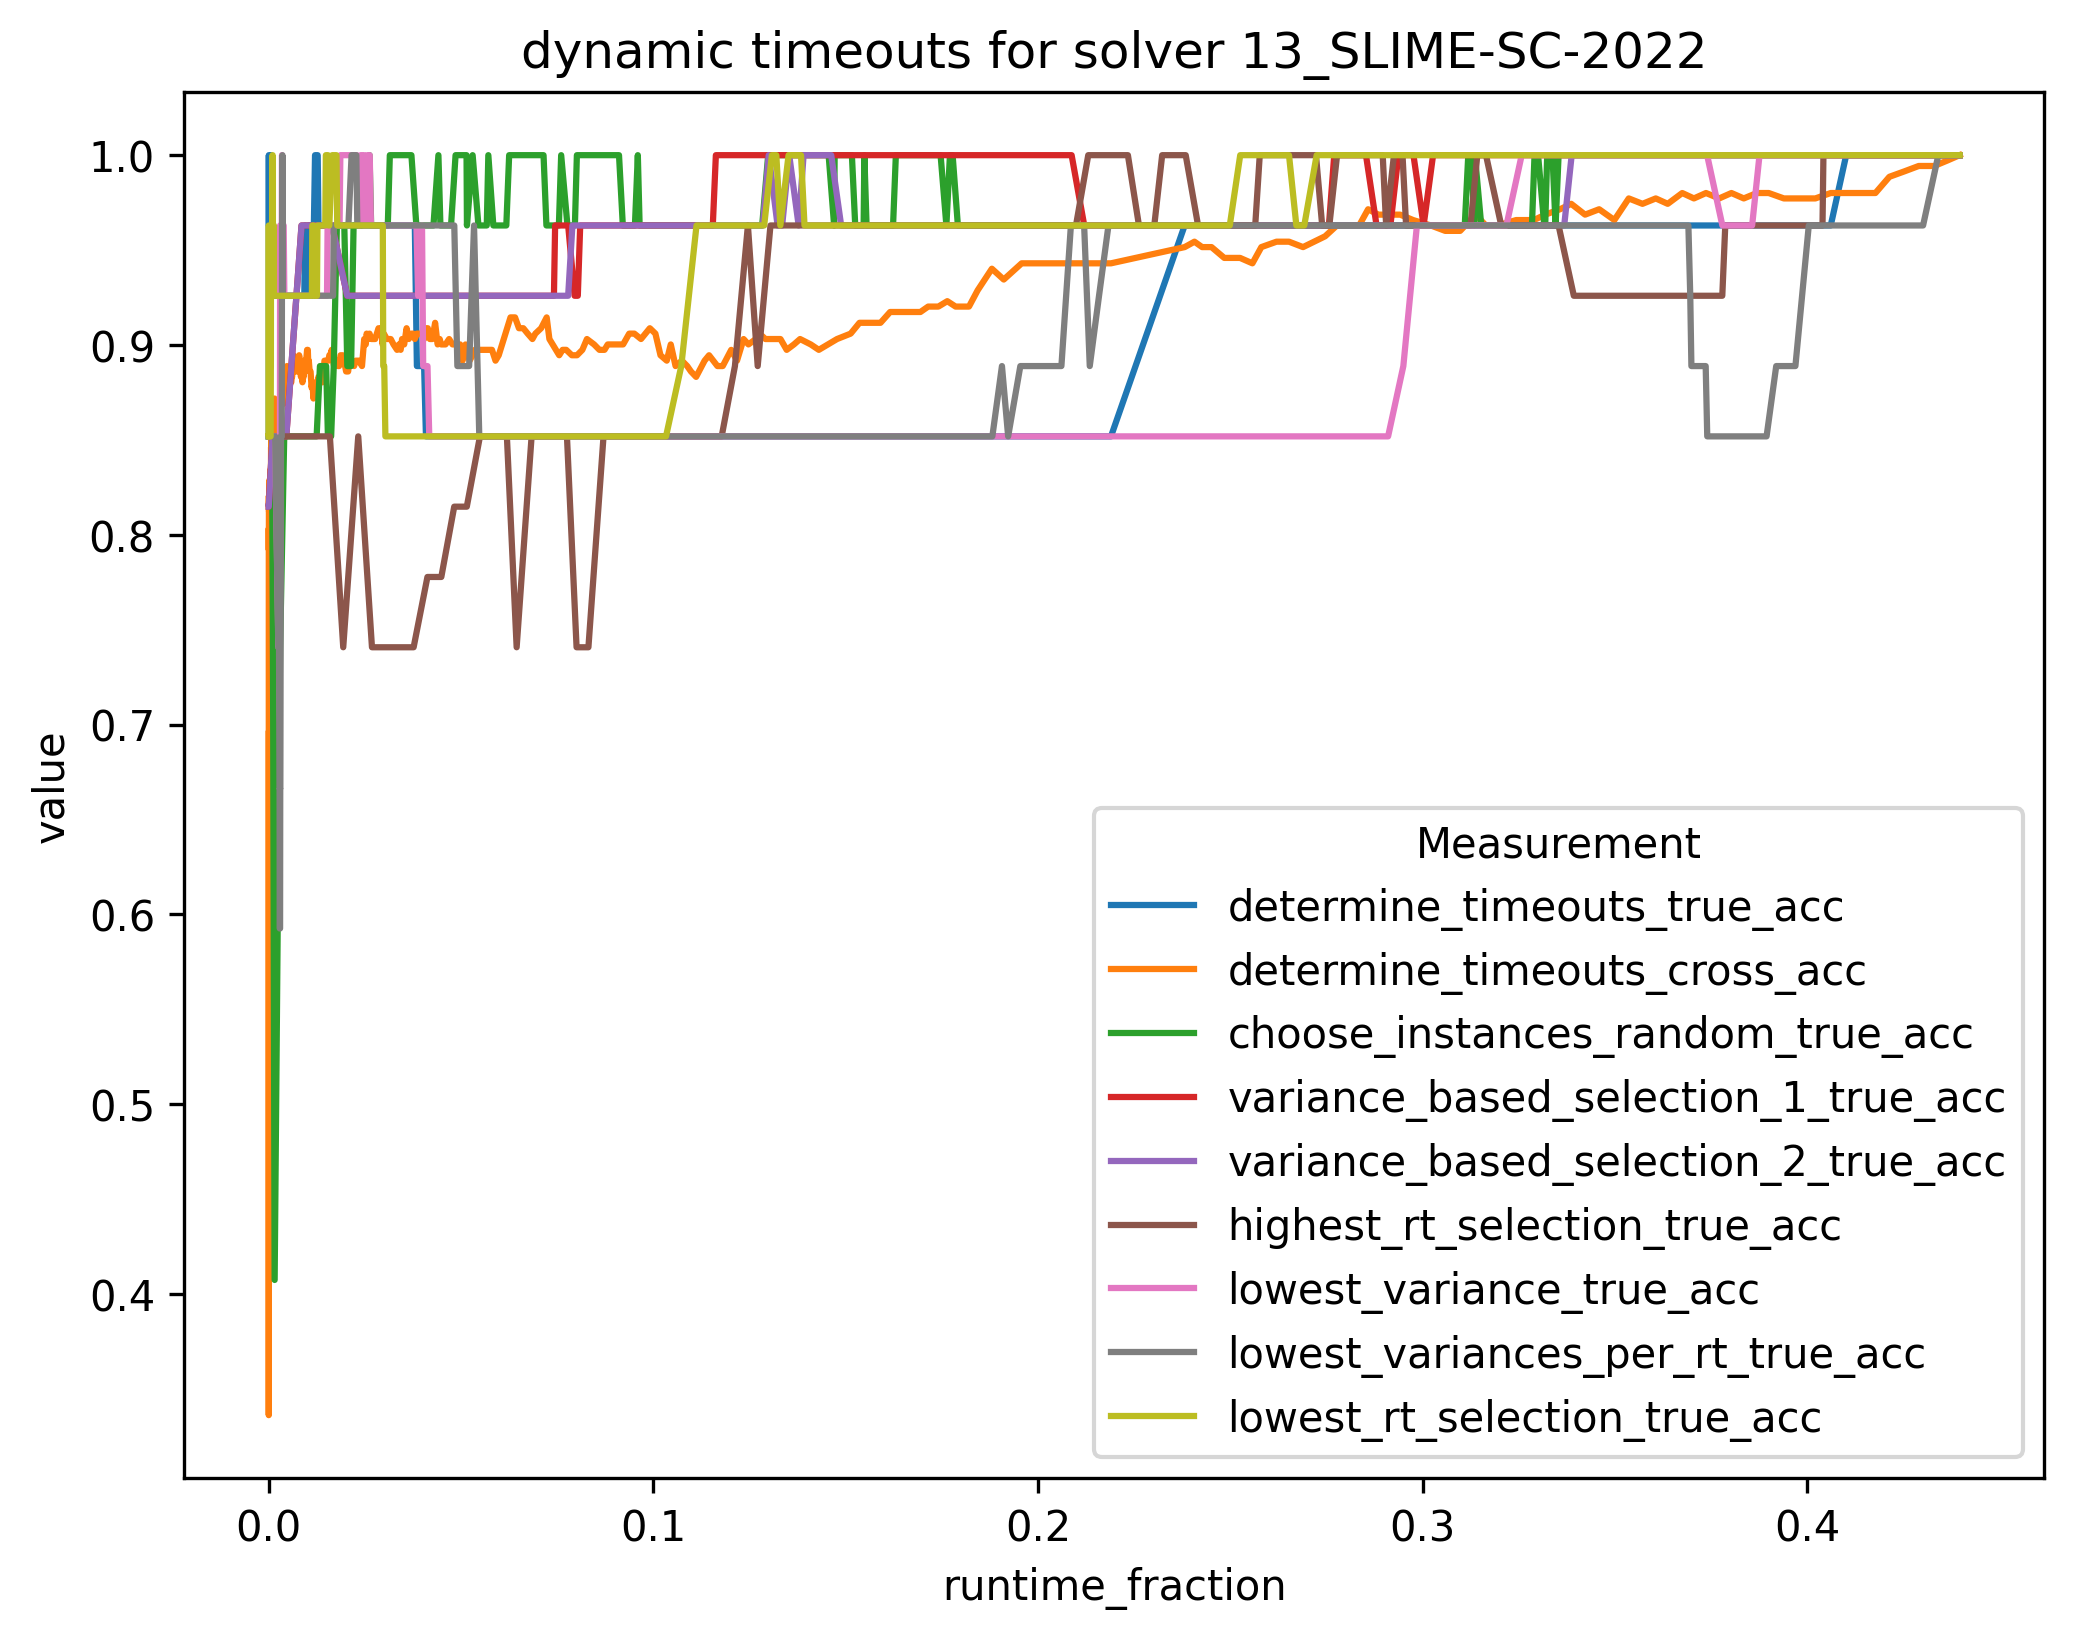 dynamic timeouts for solver 13_SLIME-SC-2022
value
1.0
0.9
0.8
0.7
0.6
0.5
0.4
Measurement
determine_timeouts_true_acc
determine_timeouts_cross_acc
choose_instances_random_true_acc
variance_based_selection_1_true_acc
variance_based_selection_2_true_acc
highest_rt_selection_true_acc
lowest_variance_true_acc
lowest_variances_per_rt_true_acc
lowest_rt_selection_true_acc
0.0 0.1 0.2 0.3 0.4
runtime_fraction